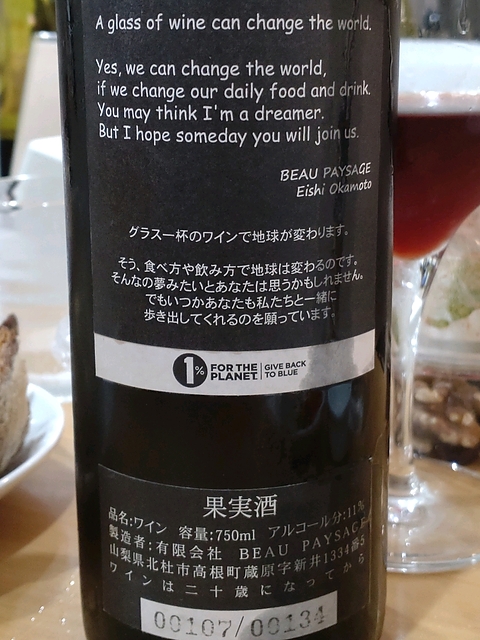 A glass of wine can change the world.
Yes, we can change the world,
if we change our daily food and drink.
You may think I'm a dreamer.
But I hope someday you will join us.
BEAU PAYSAGE
Eishi Okamoto
グラス一杯のワインで地球が変わります。
そう、食べ方や飲み方で地球は変わるのです。
そんなの夢みたいとあなたは思うかもしれません。
でもいつかあなたも私たちと一緒に
歩き出してくれるのを願っています。
1% FOR THE PLANET. GIVE BACK TO BLUE
果実酒
品名:ワイン 容量:750ml アルコール分:11%
製造者:有限会社 BEAU PAYSAGE
山梨県北杜市高根町蔵原字新井1334番5
ワインは二十歳になってから
00107/00134